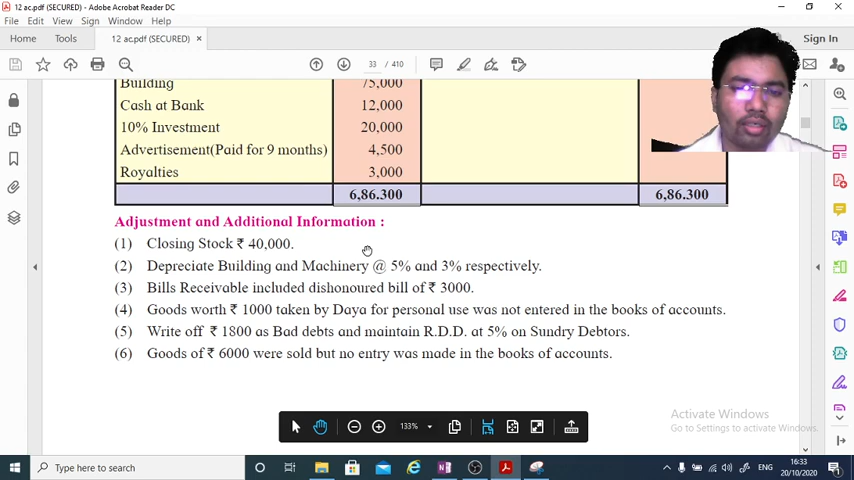 12 ac.pdf (SECURED) - Adobe Acrobat Reader DC
File Edit View Sign Window Help
Home Tools 12 ac.pdf (SECURED) × Sign In
33 / 410
Building 75,000
Cash at Bank 12,000
10% Investment 20,000
Advertisement(Paid for 9 months) 4,500
Royalties 3,000
6,86.300 6,86.300
Adjustment and Additional Information :
(1) Closing Stock ₹ 40,000.
(2) Depreciate Building and Machinery @ 5% and 3% respectively.
(3) Bills Receivable included dishonoured bill of ₹ 3000.
(4) Goods worth ₹ 1000 taken by Daya for personal use was not entered in the books of accounts.
(5) Write off ₹ 1800 as Bad debts and maintain R.D.D. at 5% on Sundry Debtors.
(6) Goods of ₹ 6000 were sold but no entry was made in the books of accounts.
133%
Activate Windows
Go to Settings to activate Windows.
Type here to search
ENG
16:33
20/10/2020